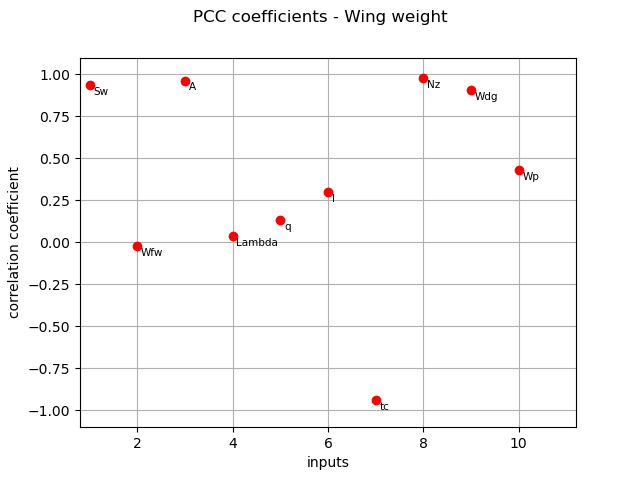 PCC coefficients - Wing weight
correlation coefficient
1.00
0.75
0.50
0.25
0.00
−0.25
−0.50
−0.75
−1.00
Sw
Wfw
A
Lambda
q
l
tc
Nz
Wdg
Wp
2 4 6 8 10
inputs